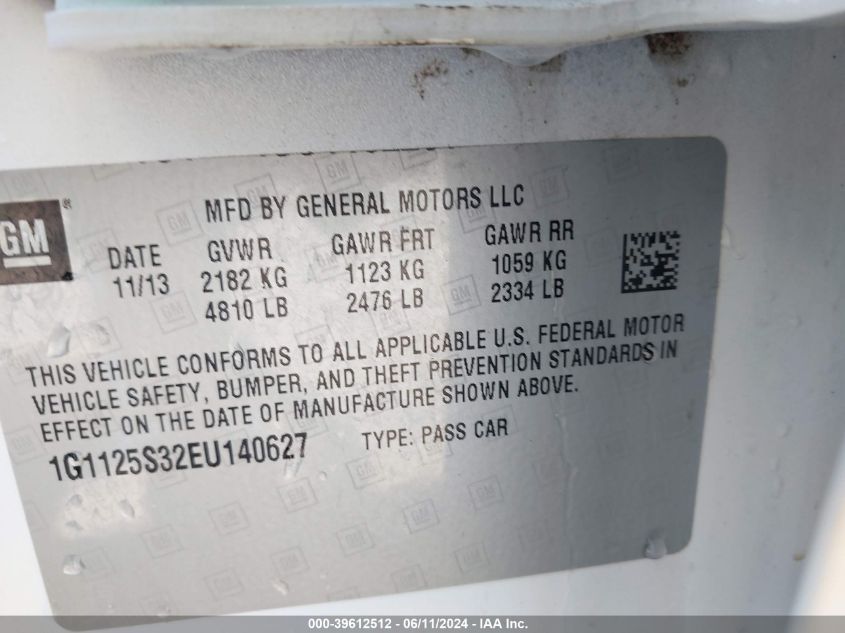 GM
MFD BY GENERAL MOTORS LLC
DATE GVWR GAWR FRT GAWR RR
11/13 2182 KG 1123 KG 1059 KG
4810 LB 2476 LB 2334 LB
THIS VEHICLE CONFORMS TO ALL APPLICABLE U.S. FEDERAL MOTOR
VEHICLE SAFETY, BUMPER, AND THEFT PREVENTION STANDARDS IN
EFFECT ON THE DATE OF MANUFACTURE SHOWN ABOVE.
1G1125S32EU140627 TYPE: PASS CAR
000-39612512 - 06/11/2024 - IAA Inc.